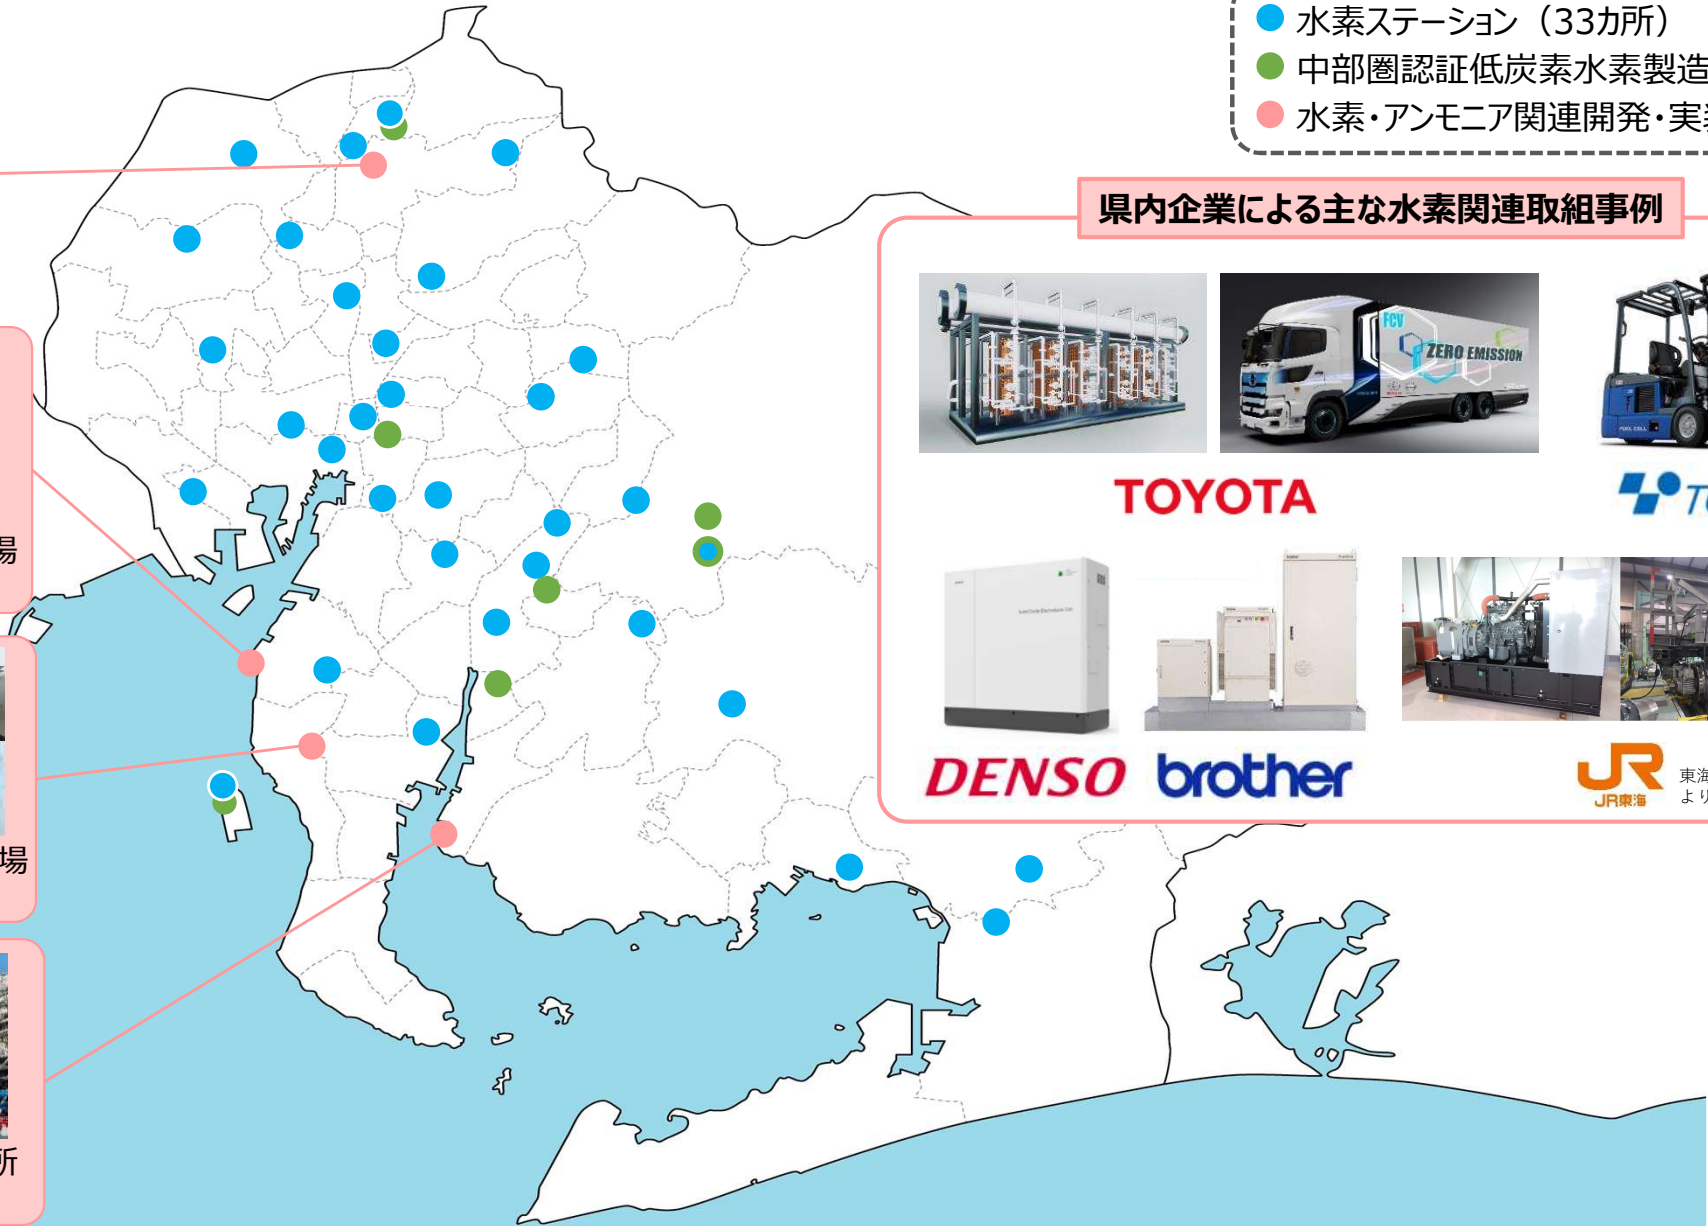 水素ステーション（33カ所）
中部圏認証低炭素水素製造
水素・アンモニア関連開発・実
県内企業による主な水素関連取組事例
FCV
ZERO EMISSION
FUEL CELL
TOYOTA
T
場
DENSO
brother
JR
JR東海
東海
より
場
所